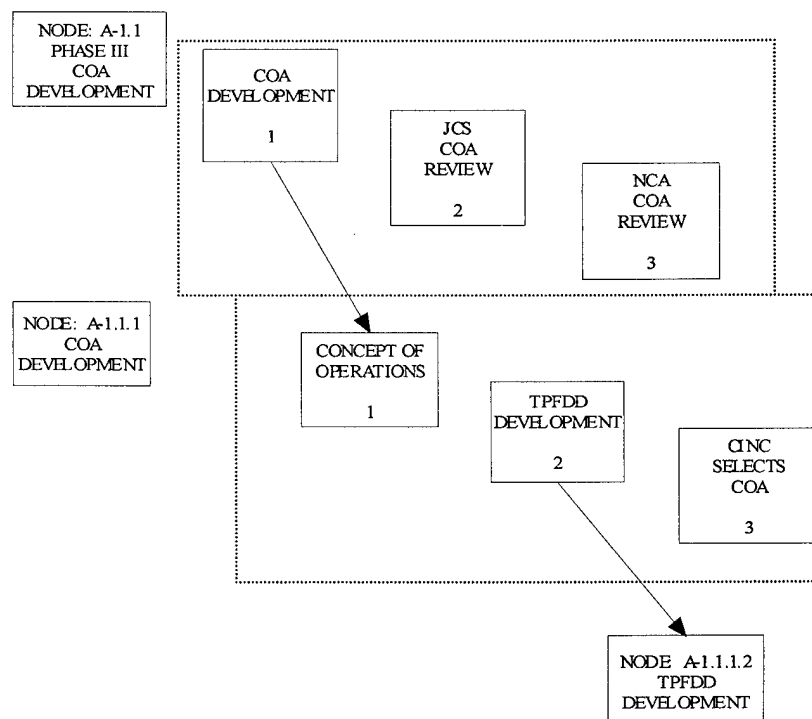 NODE: A-1.1
PHASE III
COA
DEVELOPMENT
COA
DEVELOPMENT
1
JCS
COA
REVIEW
2
NCA
COA
REVIEW
3
NODE: A-1.1.1
COA
DEVELOPMENT
CONCEPT OF
OPERATIONS
1
TPFDD
DEVELOPMENT
2
CINC
SELECTS
COA
3
NODE A-1.1.1.2
TPFDD
DEVELOPMENT